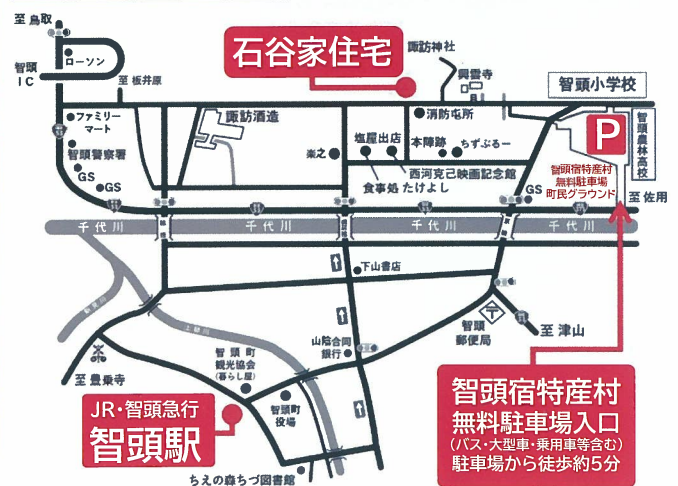 至 鳥取
ローソン
智頭
IC
至 板井原
石谷家住宅
諏訪神社
興雲寺
智頭小学校
ファミリー
マート
諏訪酒造
消防屯所
塩屋出店
本陣跡
ちずぶるー
楽之
P
智頭農林高校
智頭警察署
GS
GS
西河克己映画記念館
食事処 たけよし
智頭宿特産村
無料駐車場
町民グラウンド
GS
至 佐用
千代川
千代川
千代川
千代川
下山書店
土師川
山陰合同
銀行
智頭
郵便局
至 津山
智頭町
観光協会
(暮らし屋)
至 豊乗寺
智頭町
役場
JR・智頭急行
智頭駅
智頭宿特産村
無料駐車場入口
(バス・大型車・乗用車等含む)
駐車場から徒歩約5分
ちえの森ちづ図書館